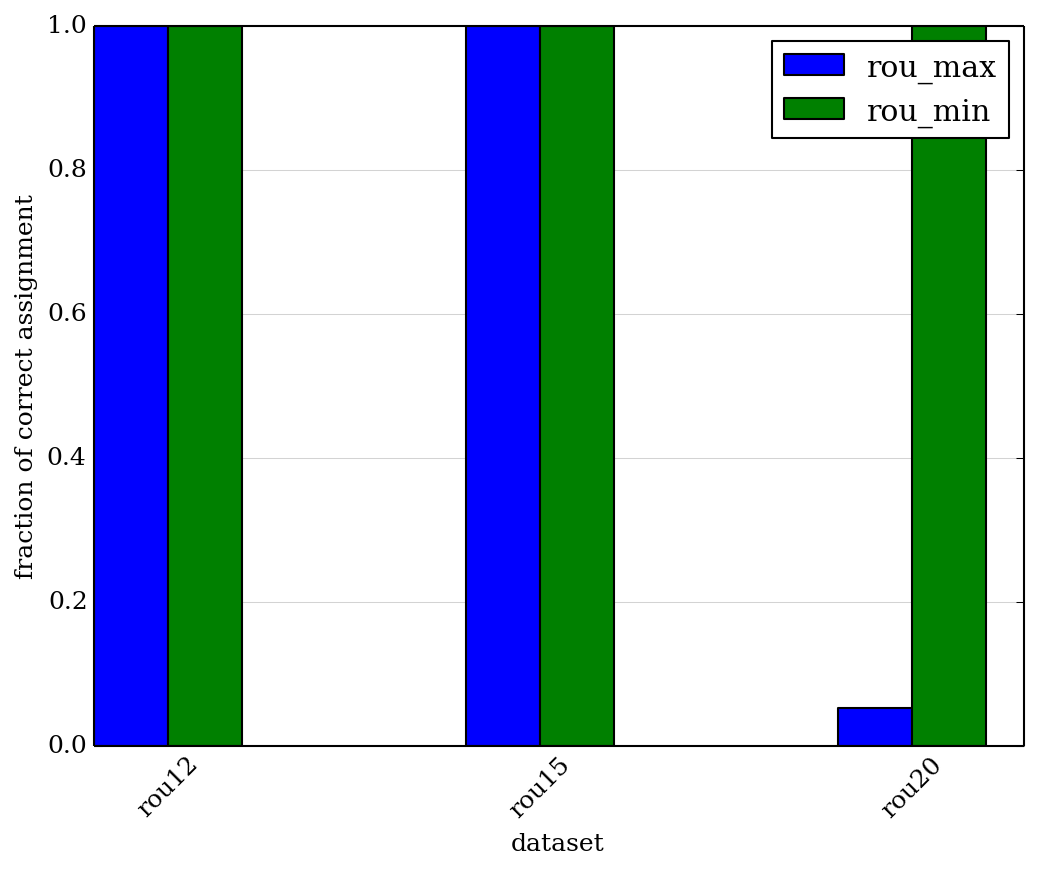 1.0
0.8
0.6
0.4
0.2
0.0
fraction of correct assignment
rou_max
rou_min
rou12
rou15
rou20
dataset